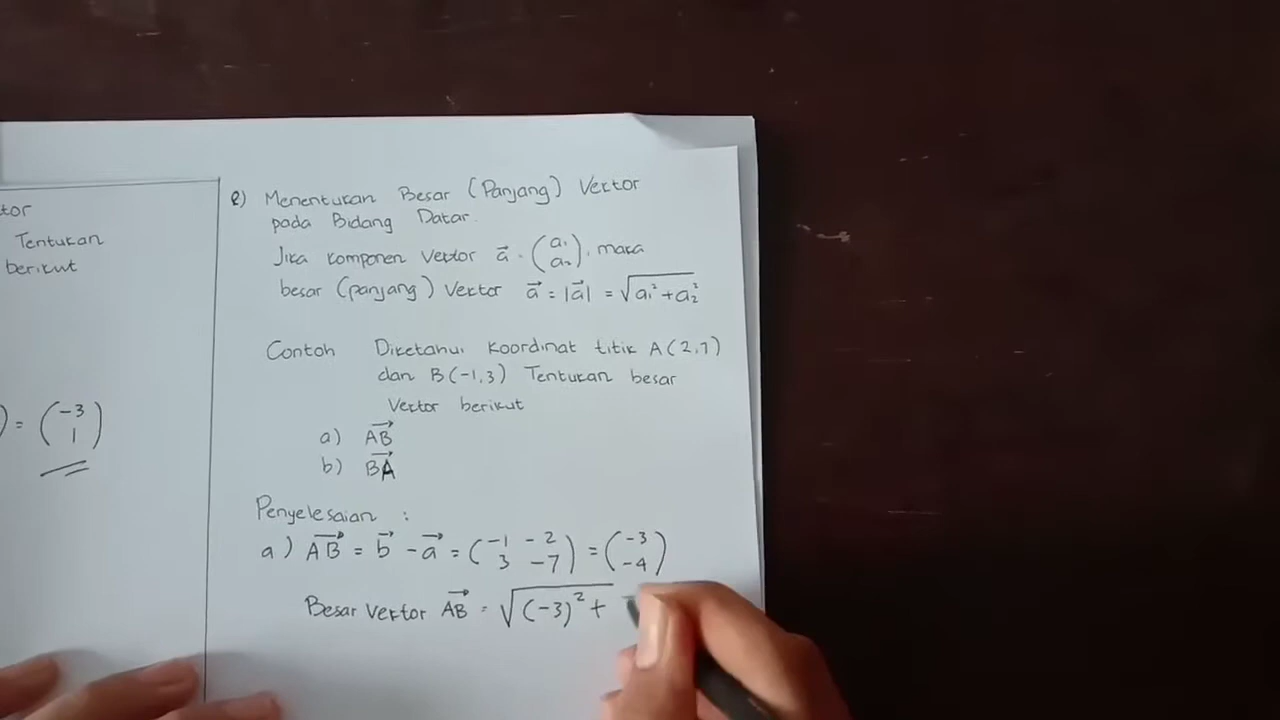 tor
Tentukan
berikut
) = (-3 1)
e) Menentukan Besar (Panjang) Vektor
pada Bidang Datar.
Jika komponen vektor a⃗ = (a₁ a₂), maka
besar (panjang) vektor a⃗ = |a⃗| = √a₁² + a₂²
Contoh Diketahui koordinat titik A(2,7)
dan B(-1,3) Tentukan besar
Vektor berikut
a) AB⃗
b) BA⃗
Penyelesaian :
a) AB⃗ = b⃗ - a⃗ = (-1 - 2 3 - 7) = (-3 -4)
Besar vektor AB⃗ = √(-3)² +